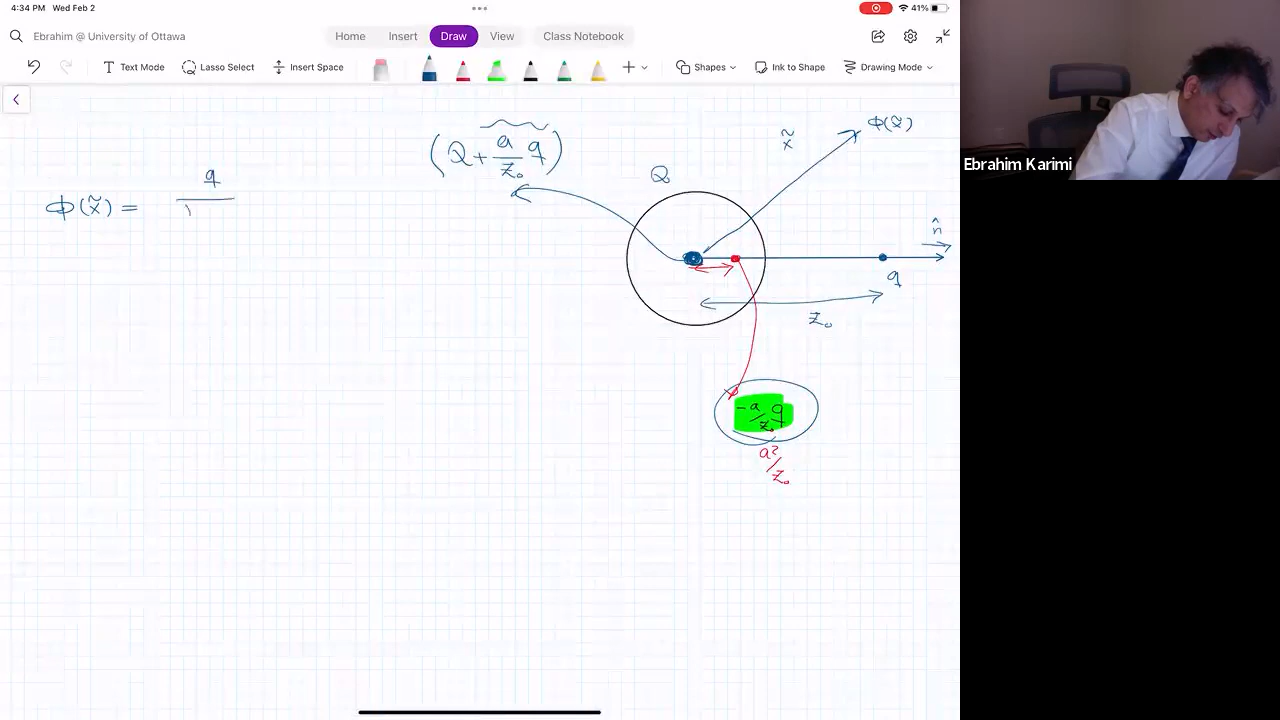 4:34 PM Wed Feb 2
41%
Ebrahim @ University of Ottawa
Home Insert Draw View Class Notebook
Text Mode Lasso Select Insert Space Shapes Ink to Shape Drawing Mode
Ebrahim Karimi
(Q + a/z₀ q)
x̃
Φ(x̃)
Q
Φ(x̃) = q
n̂
q
z₀
-a/z₀ q
a²/z₀